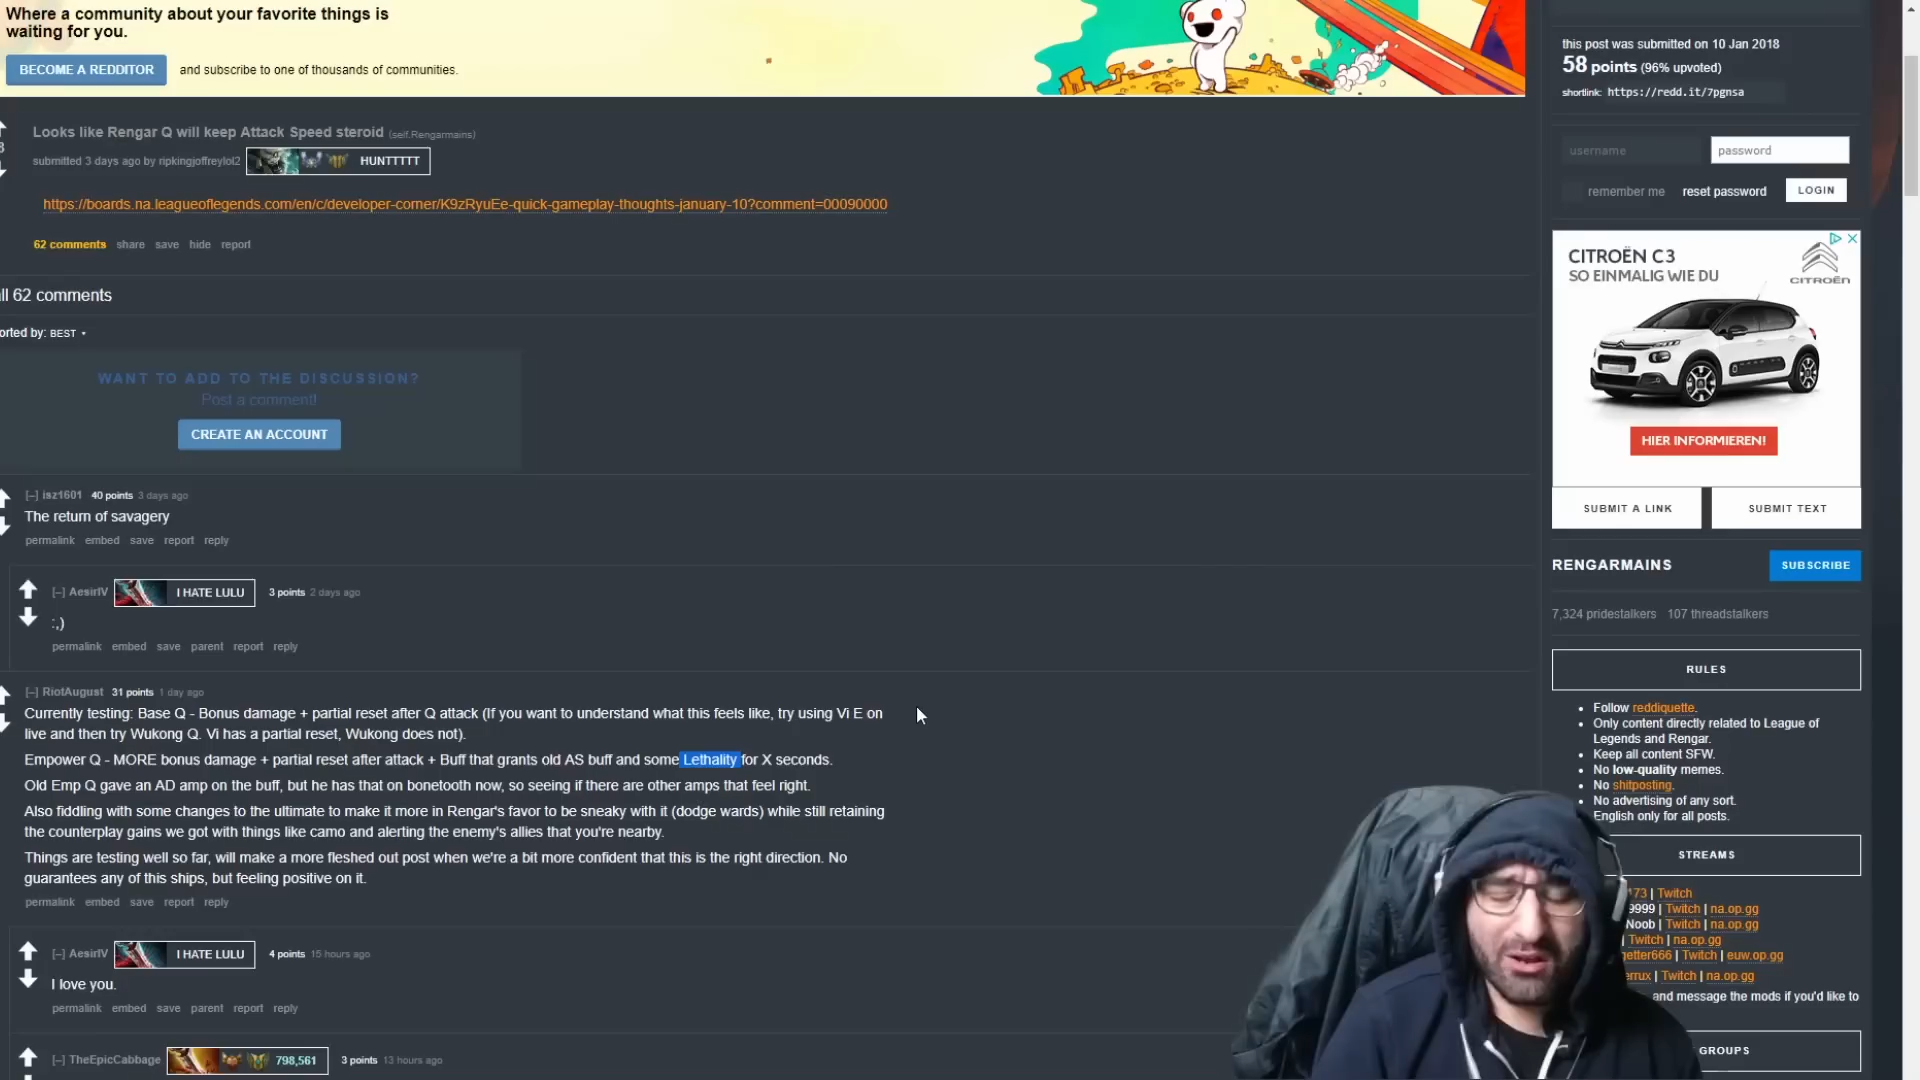 Where a community about your favorite things is
waiting for you.
BECOME A REDDITOR and subscribe to one of thousands of communities.
this post was submitted on 10 Jan 2018
58 points (96% upvoted)
shortlink: https://redd.it/7pgnsa
Looks like Rengar Q will keep Attack Speed steroid (self.Rengarmains)
submitted 3 days ago by ripkingjoffreylol2 HUNTTTTT
https://boards.na.leagueoflegends.com/en/c/developer-corner/K9zRyuEe-quick-gameplay-thoughts-january-10?comment=00090000
62 comments share save hide report
username password
remember me reset password LOGIN
ll 62 comments
orted by: BEST
WANT TO ADD TO THE DISCUSSION?
Post a comment!
CREATE AN ACCOUNT
CITROËN C3
SO EINMALIG WIE DU
CITROËN
HIER INFORMIEREN!
SUBMIT A LINK SUBMIT TEXT
[–] isz1601 40 points 3 days ago
The return of savagery
permalink embed save report reply
[–] AesirIV I HATE LULU 3 points 2 days ago
:,)
permalink embed save parent report reply
RENGARMAINS SUBSCRIBE
7,324 pridestalkers 107 threadstalkers
RULES
Follow reddiquette.
Only content directly related to League of
Legends and Rengar.
Keep all content SFW.
No low-quality memes.
No shitposting.
No advertising of any sort.
English only for all posts.
[–] RiotAugust 31 points 1 day ago
Currently testing: Base Q - Bonus damage + partial reset after Q attack (If you want to understand what this feels like, try using Vi E on
live and then try Wukong Q. Vi has a partial reset, Wukong does not).
Empower Q - MORE bonus damage + partial reset after attack + Buff that grants old AS buff and some Lethality for X seconds.
Old Emp Q gave an AD amp on the buff, but he has that on bonetooth now, so seeing if there are other amps that feel right.
Also fiddling with some changes to the ultimate to make it more in Rengar's favor to be sneaky with it (dodge wards) while still retaining
the counterplay gains we got with things like camo and alerting the enemy's allies that you're nearby.
Things are testing well so far, will make a more fleshed out post when we're a bit more confident that this is the right direction. No
guarantees any of this ships, but feeling positive on it.
permalink embed save report reply
STREAMS
173 | Twitch
9999 | Twitch | na.op.gg
Noob | Twitch | na.op.gg
| Twitch | na.op.gg
getter666 | Twitch | euw.op.gg
errux | Twitch | na.op.gg
and message the mods if you'd like to
GROUPS
[–] AesirIV I HATE LULU 4 points 15 hours ago
I love you.
permalink embed save parent report reply
[–] TheEpicCabbage 798,561 3 points 13 hours ago